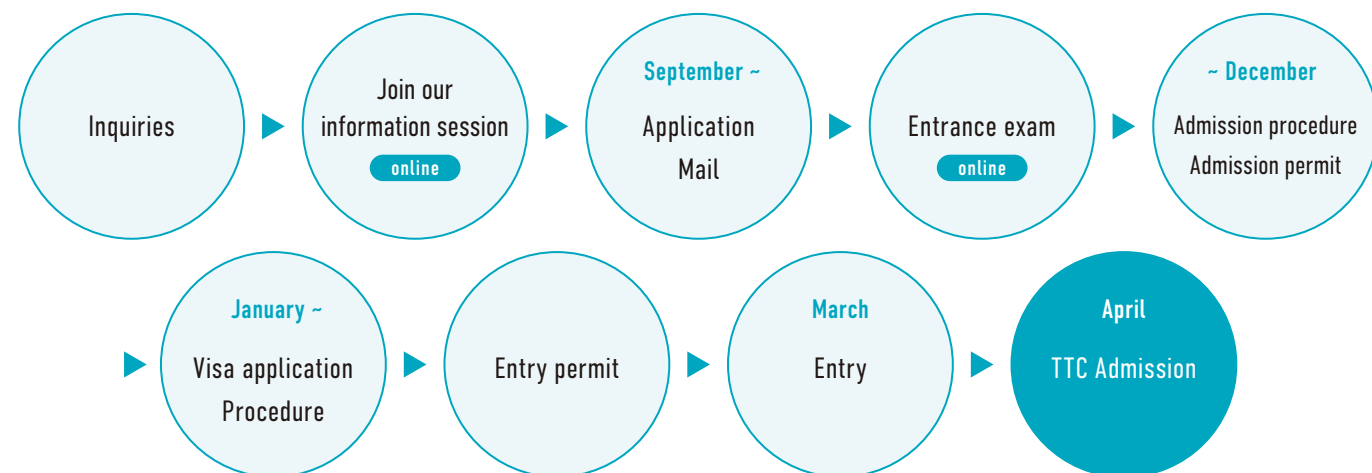 Inquiries
Join our
information session
online
September ~
Application
Mail
Entrance exam
online
~ December
Admission procedure
Admission permit
January ~
Visa application
Procedure
Entry permit
March
Entry
April
TTC Admission